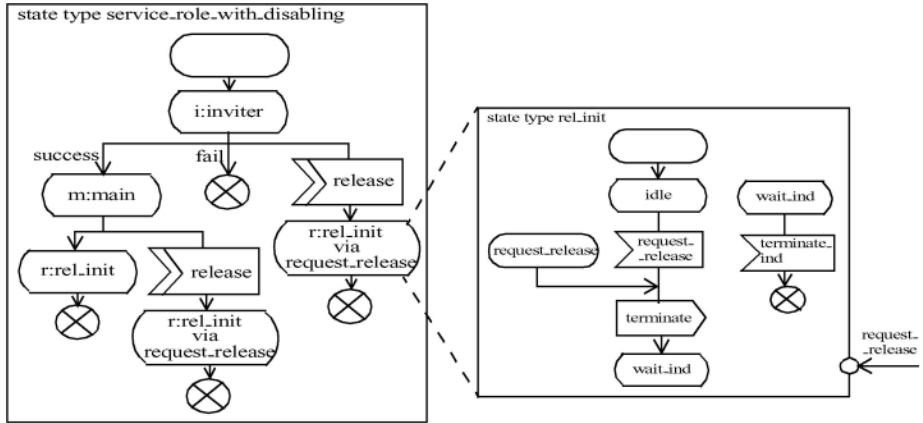 state type service_role_with_disabling
i:inviter
success
fail
m:main
release
r:rel_init
via
request_release
r:rel_init
release
r:rel_init
via
request_release
state type rel_init
idle
wait_ind
request_release
request_
_release
terminate_
ind
terminate
wait_ind
request_
_release